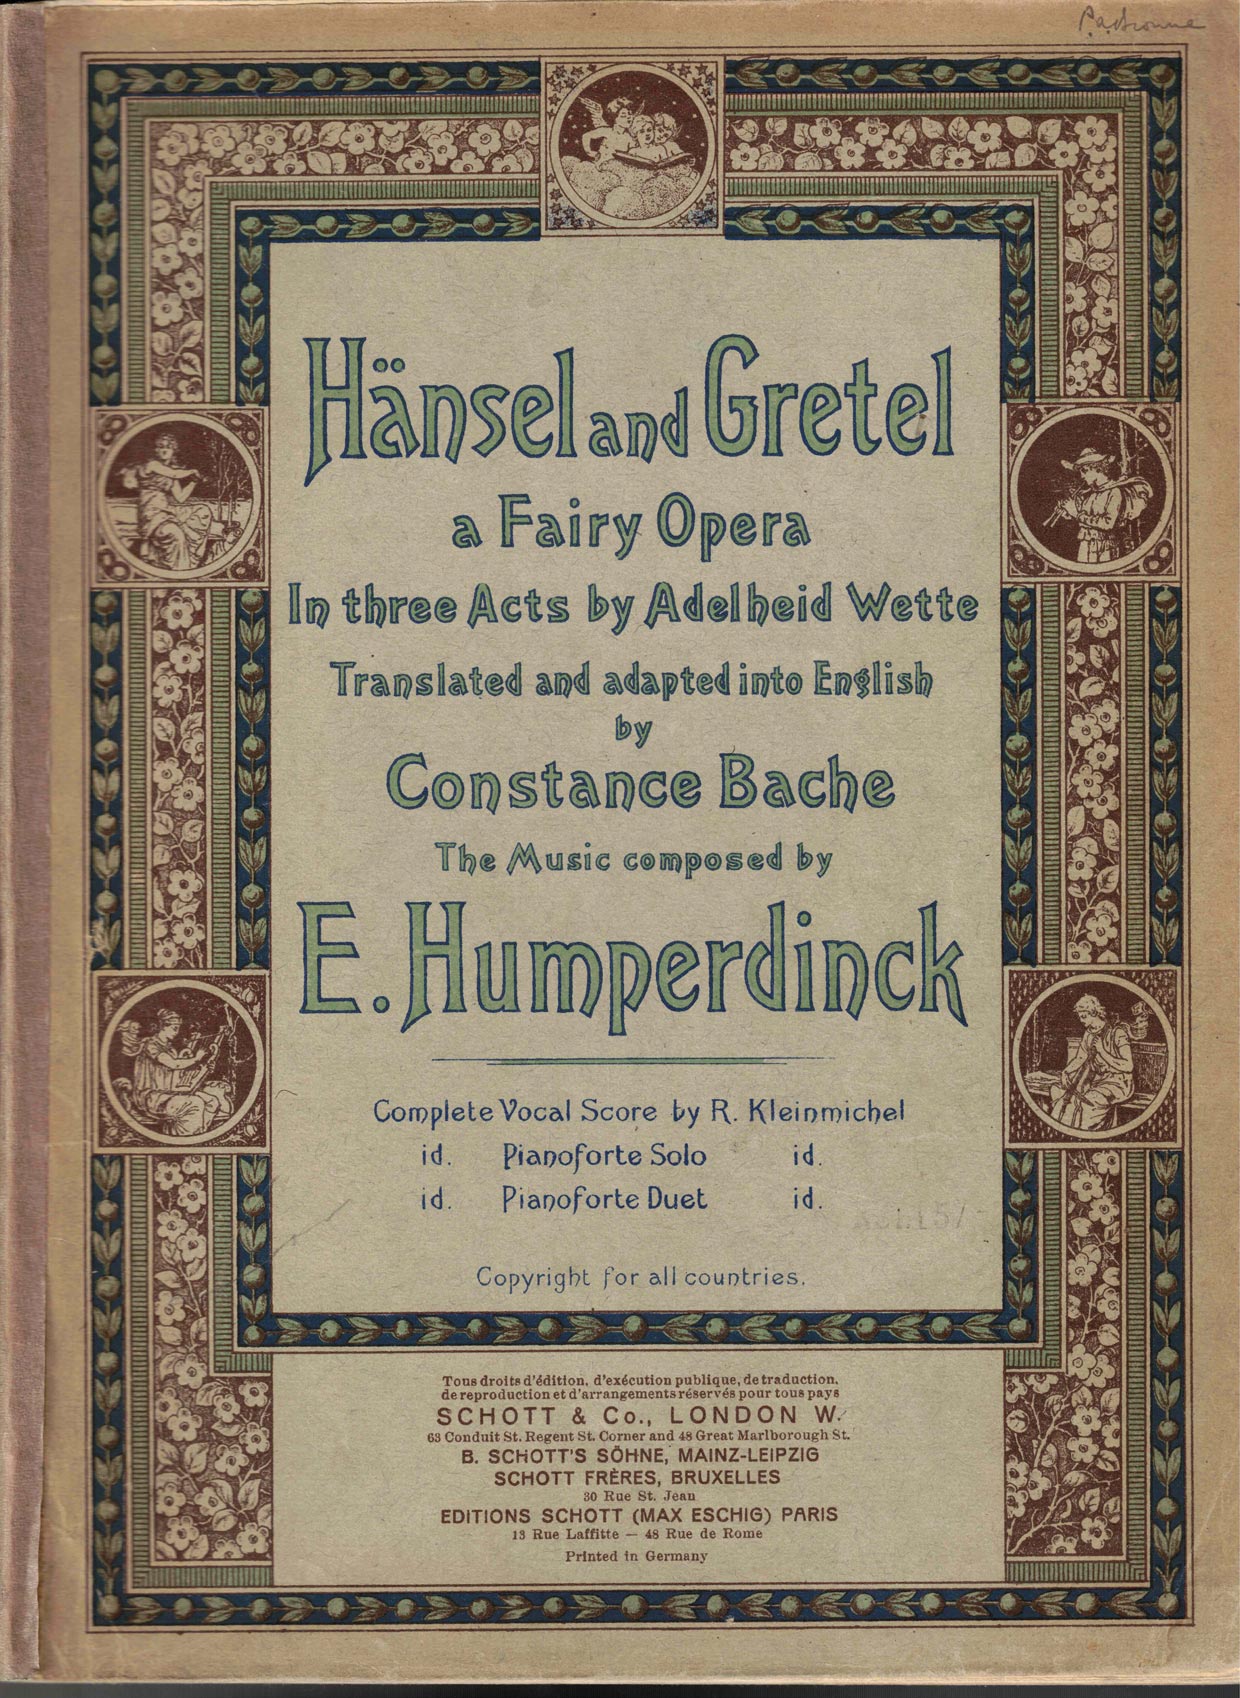 Hänsel and Gretel
a Fairy Opera
In three Acts by Adelheid Wette
Translated and adapted into English
by
Constance Bache
The Music composed by
E. Humperdinck
Complete Vocal Score by R. Kleinmichel
id. Pianoforte Solo id.
id. Pianoforte Duet id.
Copyright for all countries.
Tous droits d'édition, d'exécution publique, de traduction,
de reproduction et d'arrangements réservés pour tous pays
SCHOTT & Co., LONDON W.
63 Conduit St. Regent St. Corner and 48 Great Marlborough St.
B. SCHOTT'S SÖHNE, MAINZ-LEIPZIG
SCHOTT FRÈRES, BRUXELLES
30 Rue St. Jean
EDITIONS SCHOTT (MAX ESCHIG) PARIS
13 Rue Laffitte — 48 Rue de Rome
Printed in Germany